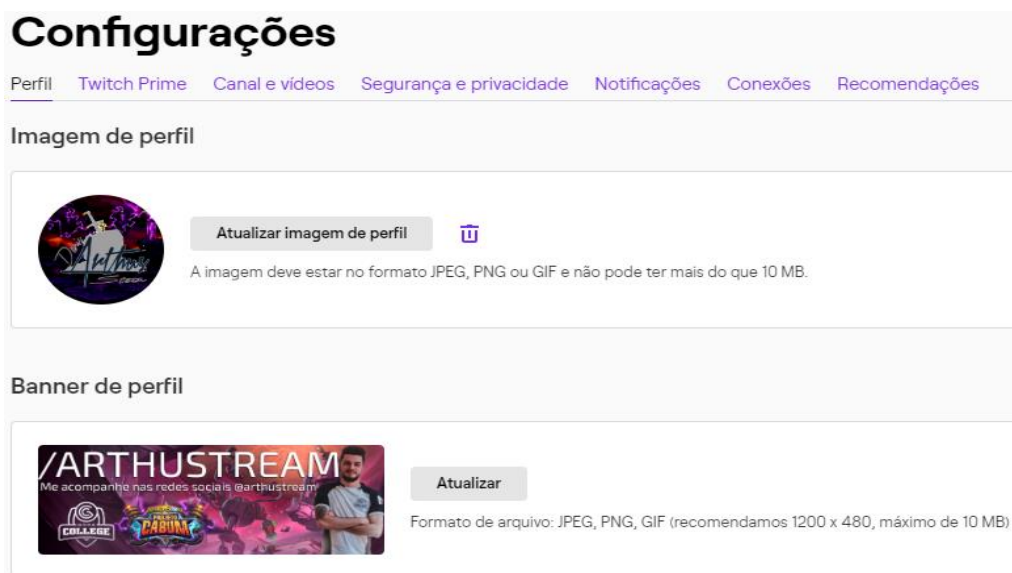 Configurações
Perfil Twitch Prime Canal e vídeos Segurança e privacidade Notificações Conexões Recomendações
Imagem de perfil
Arthus
Atualizar imagem de perfil
A imagem deve estar no formato JPEG, PNG ou GIF e não pode ter mais do que 10 MB.
Banner de perfil
/ARTHUSTREAM
Me acompanhe nas redes sociais @arthustream
COLLEGE
CABUM
Atualizar
Formato de arquivo: JPEG, PNG, GIF (recomendamos 1200 x 480, máximo de 10 MB)